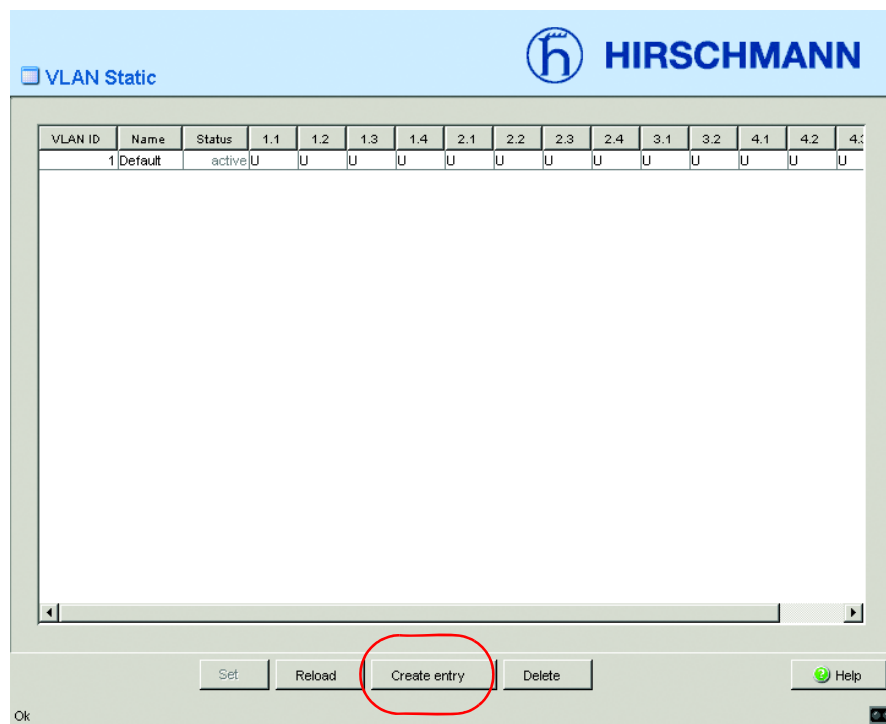 HIRSCHMANN
VLAN Static
VLAN ID Name Status 1.1 1.2 1.3 1.4 2.1 2.2 2.3 2.4 3.1 3.2 4.1 4.2
1 Default active U U U U U U U U U U U U U
Set Reload Create entry Delete Help
Ok